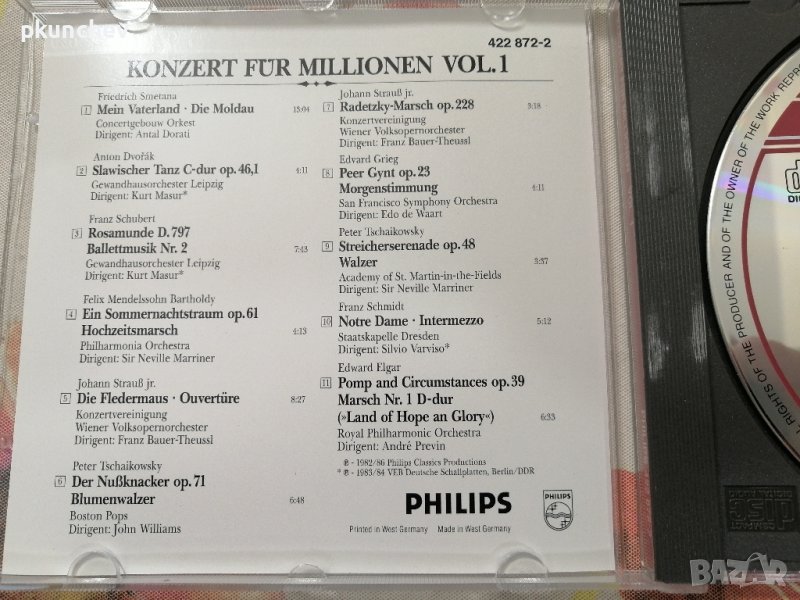 pkunchev
422 872-2
KONZERT FÜR MILLIONEN VOL.1
Friedrich Smetana
1 Mein Vaterland · Die Moldau 13:04
Concertgebouw Orkest
Dirigent: Antal Dorati
Anton Dvořák
2 Slawischer Tanz C-dur op.46,I 4:11
Gewandhausorchester Leipzig
Dirigent: Kurt Masur*
Franz Schubert
3 Rosamunde D.797
Ballettmusik Nr. 2 7:43
Gewandhausorchester Leipzig
Dirigent: Kurt Masur*
Felix Mendelssohn Bartholdy
4 Ein Sommernachtstraum op.61
Hochzeitsmarsch 4:13
Philharmonia Orchestra
Dirigent: Sir Neville Marriner
Johann Strauß jr.
5 Die Fledermaus · Ouvertüre 8:27
Konzertvereinigung
Wiener Volksopernorchester
Dirigent: Franz Bauer-Theussl
Peter Tschaikowsky
6 Der Nußknacker op.71
Blumenwalzer 6:48
Boston Pops
Dirigent: John Williams
Johann Strauß jr.
7 Radetzky-Marsch op.228 3:18
Konzertvereinigung
Wiener Volksopernorchester
Dirigent: Franz Bauer-Theussl
Edvard Grieg
8 Peer Gynt op.23
Morgenstimmung 4:11
San Francisco Symphony Orchestra
Dirigent: Edo de Waart
Peter Tschaikowsky
9 Streicherserenade op.48
Walzer 3:37
Academy of St. Martin-in-the-Fields
Dirigent: Sir Neville Marriner
Franz Schmidt
10 Notre Dame · Intermezzo 5:12
Staatskapelle Dresden
Dirigent: Silvio Varviso*
Edward Elgar
11 Pomp and Circumstances op.39
Marsch Nr. 1 D-dur
(»Land of Hope an Glory«) 6:33
Royal Philharmonic Orchestra
Dirigent: André Previn
℗ - 1982/86 Philips Classics Productions
* ℗ - 1983/84 VEB Deutsche Schallplatten, Berlin/DDR
PHILIPS
PHILIPS
Printed in West Germany Made in West Germany
RIGHTS OF THE PRODUCER AND OF THE OWNER OF THE WORK REPRO
COMPACT
disc
DIGITAL AUDIO
BAZAR